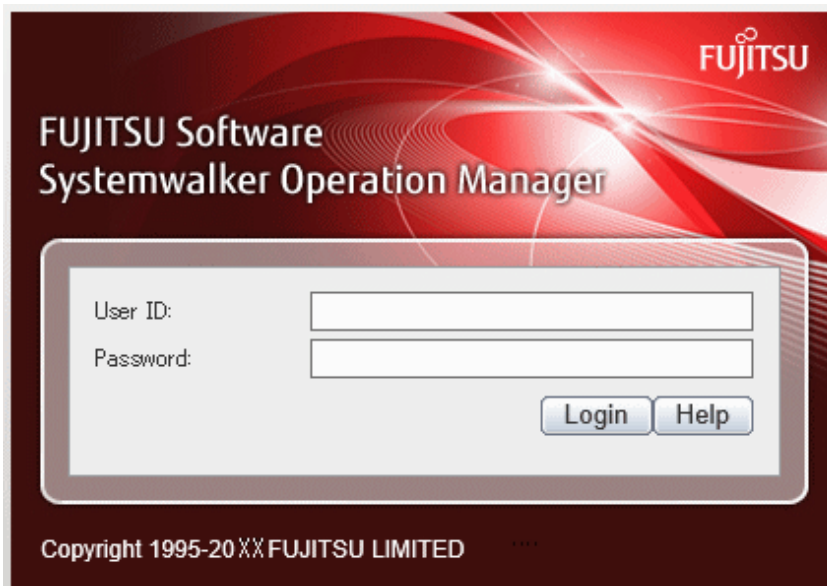 FUJITSU
FUJITSU Software
Systemwalker Operation Manager
User ID:
Password:
Login Help
Copyright 1995-20XX FUJITSU LIMITED